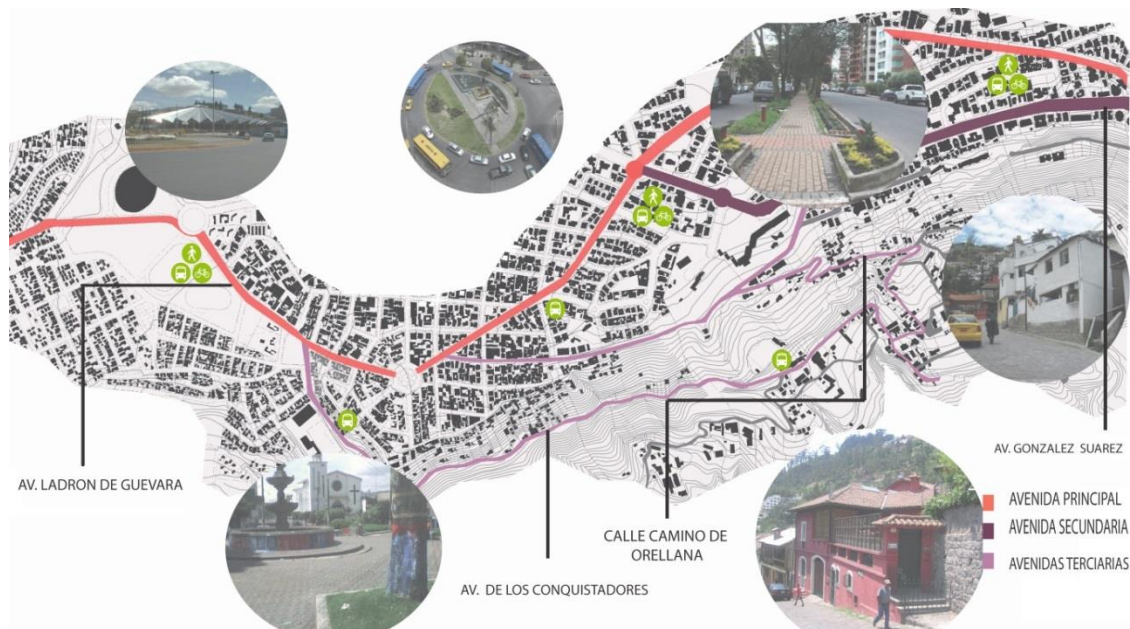 AV. GONZALEZ SUAREZ
AV. LADRON DE GUEVARA
CALLE CAMINO DE
ORELLANA
AV. DE LOS CONQUISTADORES
AVENIDA PRINCIPAL
AVENIDA SECUNDARIA
AVENIDAS TERCIARIAS